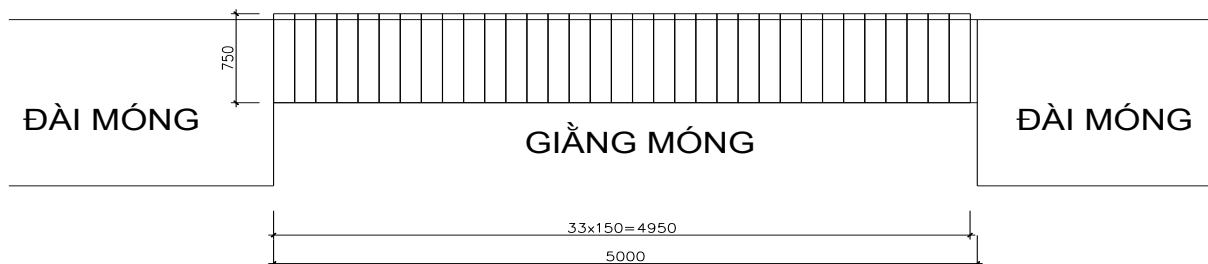 750
ĐÀI MÓNG
GIẰNG MÓNG
ĐÀI MÓNG
33x150=4950
5000